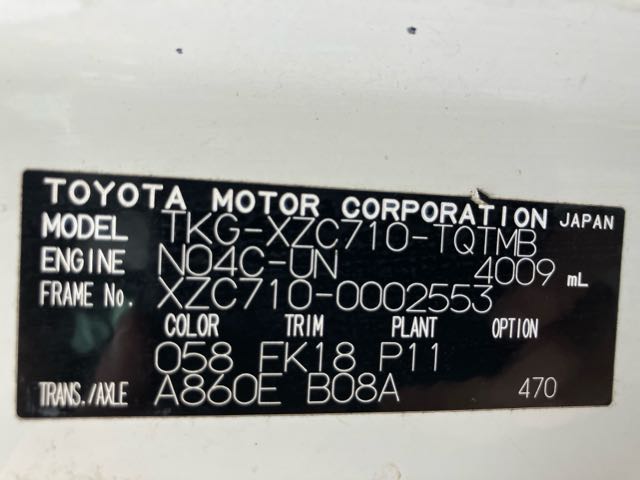 TOYOTA MOTOR CORPORATION JAPAN
MODEL TKG-XZC710-TQTMB
ENGINE N04C-UN 4009 mL
FRAME No. XZC710-0002553
COLOR TRIM PLANT OPTION
058 FK18 P11
TRANS./AXLE A860E B08A 470